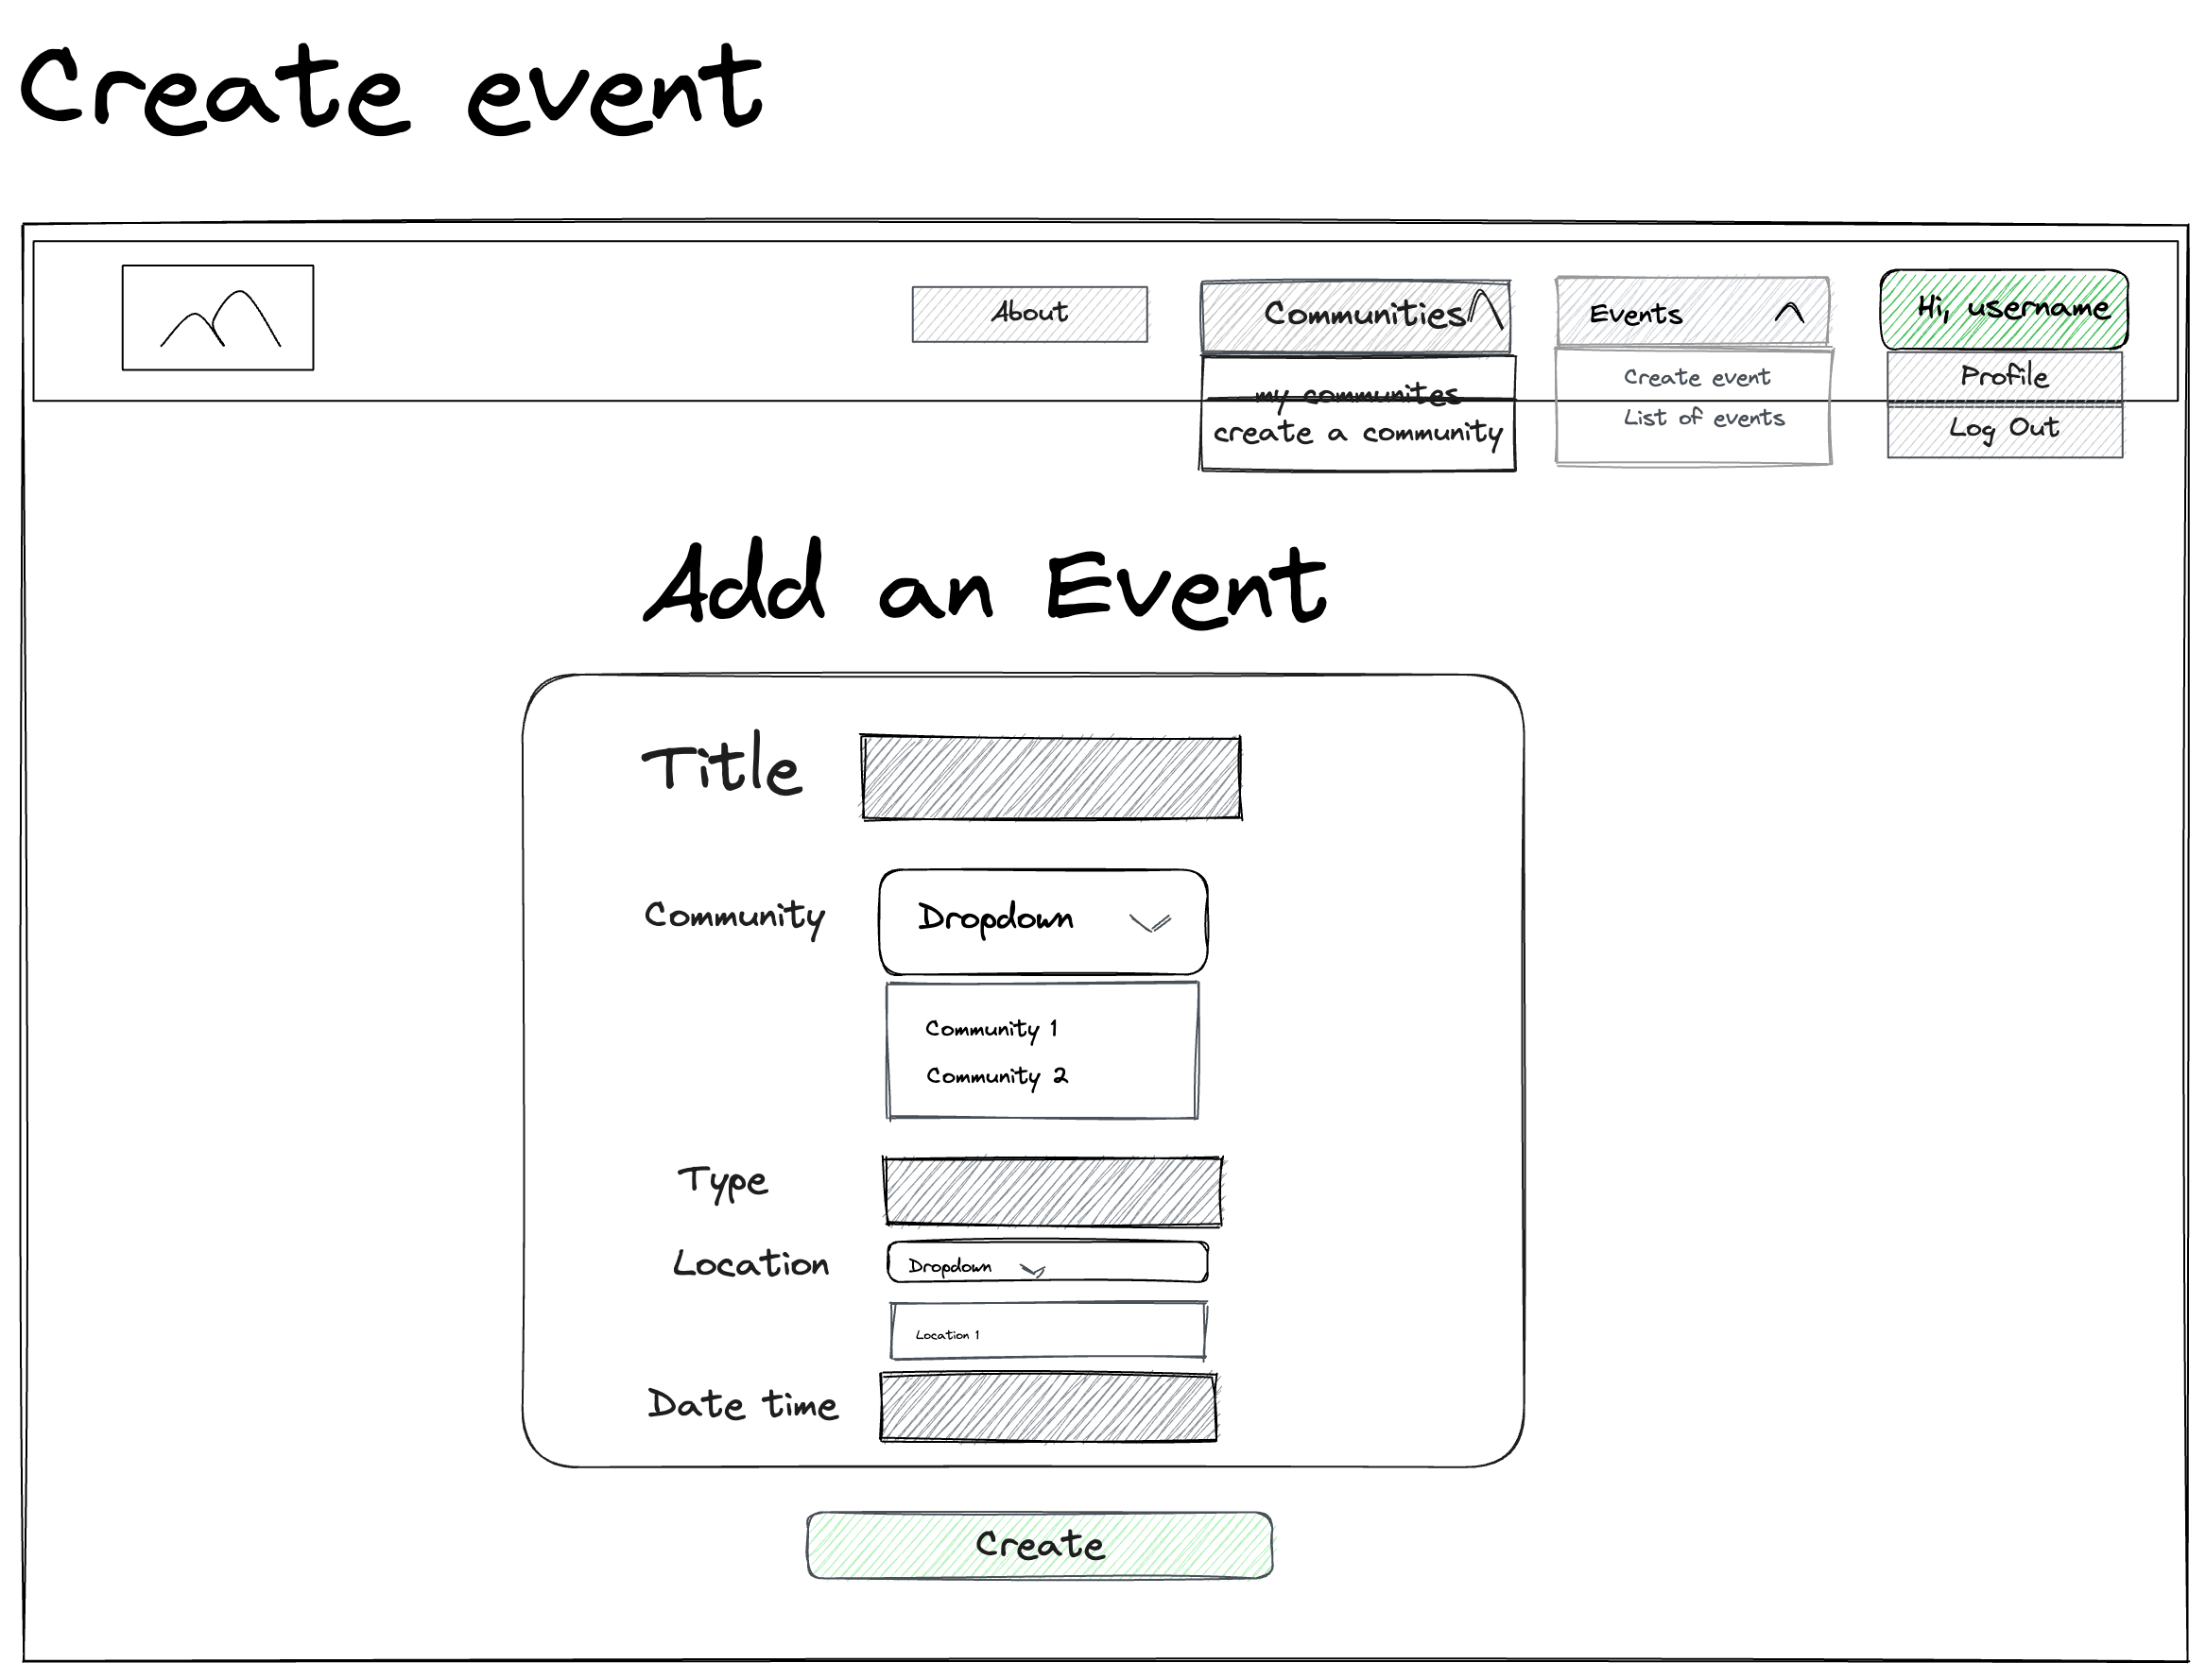 Create event
About
Communities
Events
Hi, username
my communites
create a community
Create event
List of events
Profile
Log Out
Add an Event
Title
Community
Dropdown
Community 1
Community 2
Type
Location
Dropdown
Location 1
Date time
Create